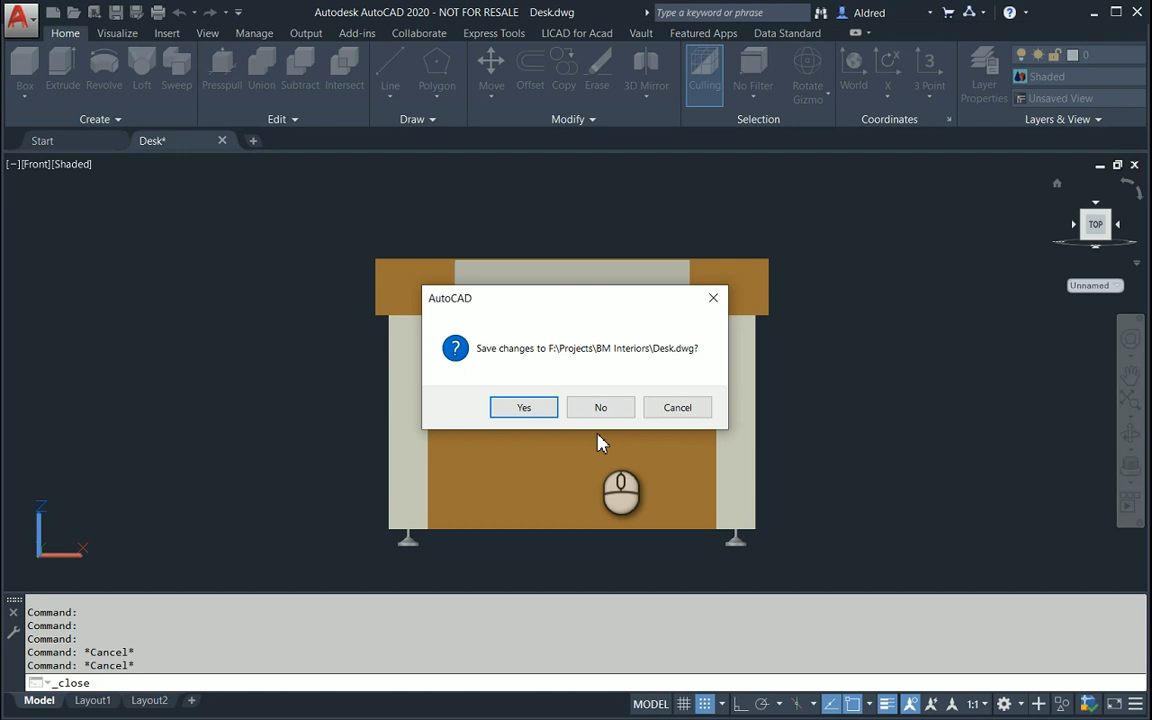 Autodesk AutoCAD 2020 - NOT FOR RESALE Desk.dwg
Type a keyword or phrase
Aldred
Home Visualize Insert View Manage Output Add-ins Collaborate Express Tools LICAD for Acad Vault Featured Apps Data Standard
0
Shaded
Unsaved View
Box Extrude Revolve Loft Sweep Presspull Union Subtract Intersect Line Polygon Move Offset Copy Erase 3D Mirror Culling No Filter Rotate Gizmo World X 3 Point Layer Properties
Create Edit Draw Modify Selection Coordinates Layers & View
Start Desk*
[−][Front][Shaded]
TOP
Unnamed
AutoCAD
Save changes to F:\Projects\BM Interiors\Desk.dwg?
Yes No Cancel
Z
X
Command:
Command:
Command:
Command: *Cancel*
Command: *Cancel*
_close
Model Layout1 Layout2 MODEL 1:1